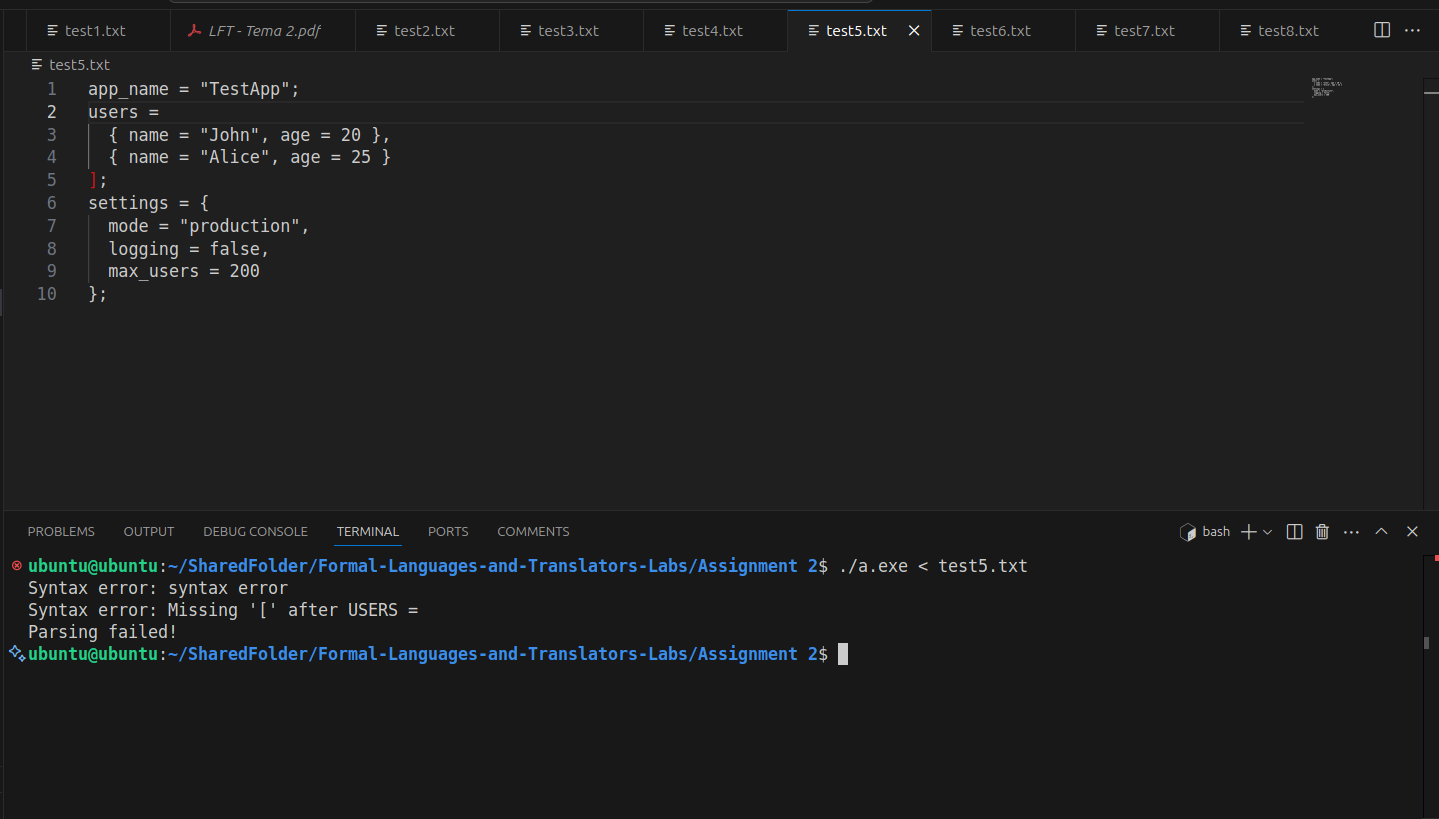 test1.txt
LFT - Tema 2.pdf
test2.txt
test3.txt
test4.txt
test5.txt
test6.txt
test7.txt
test8.txt
test5.txt
1 app_name = "TestApp";
2 users =
3 { name = "John", age = 20 },
4 { name = "Alice", age = 25 }
5 ];
6 settings = {
7 mode = "production",
8 logging = false,
9 max_users = 200
10 };
PROBLEMS OUTPUT DEBUG CONSOLE TERMINAL PORTS COMMENTS
bash
ubuntu@ubuntu:~/SharedFolder/Formal-Languages-and-Translators-Labs/Assignment 2$ ./a.exe < test5.txt
Syntax error: syntax error
Syntax error: Missing '[' after USERS =
Parsing failed!
ubuntu@ubuntu:~/SharedFolder/Formal-Languages-and-Translators-Labs/Assignment 2$